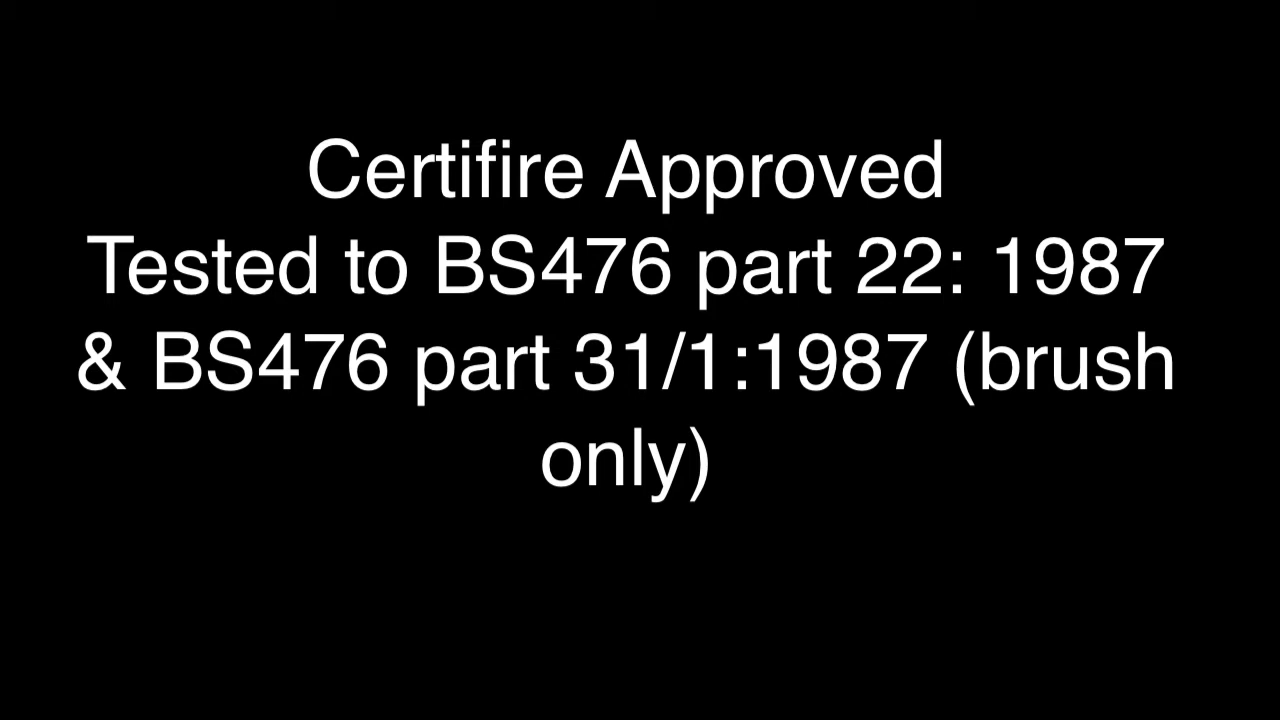 Certifire Approved
Tested to BS476 part 22: 1987
& BS476 part 31/1:1987 (brush
only)